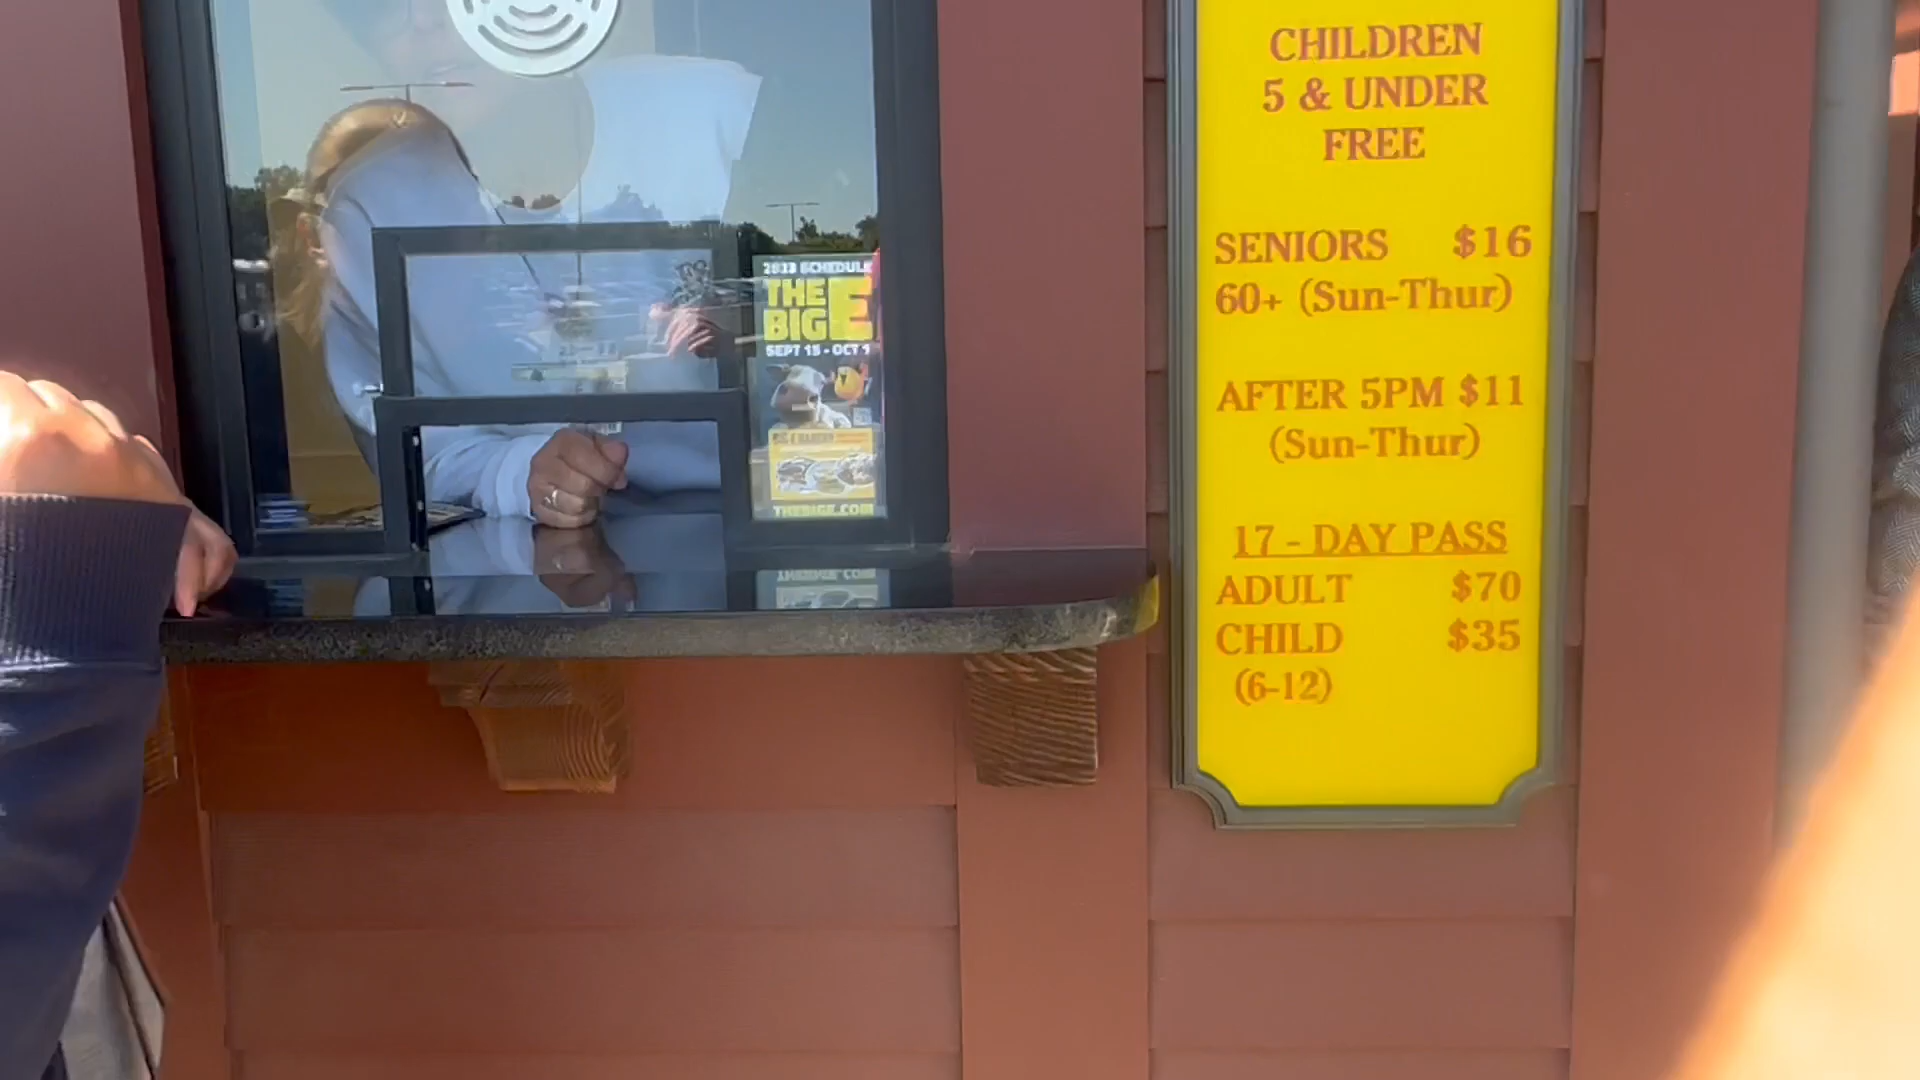 2023 SCHEDULE
THE
BIG E
SEPT 15 - OCT 1
THEBIGE.COM
CHILDREN
5 & UNDER
FREE
SENIORS $16
60+ (Sun-Thur)
AFTER 5PM $11
(Sun-Thur)
17 - DAY PASS
ADULT $70
CHILD $35
(6-12)